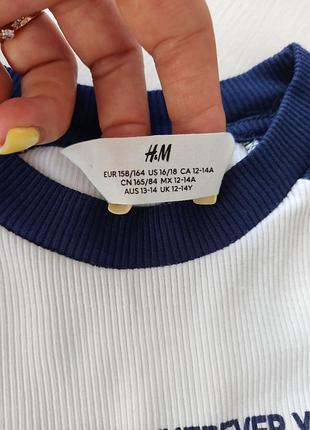 H&M
EUR 158/164 US 16/18 CA 12-14A
CN 165/84 MX 12-14A
AUS 13-14 UK 12-14Y